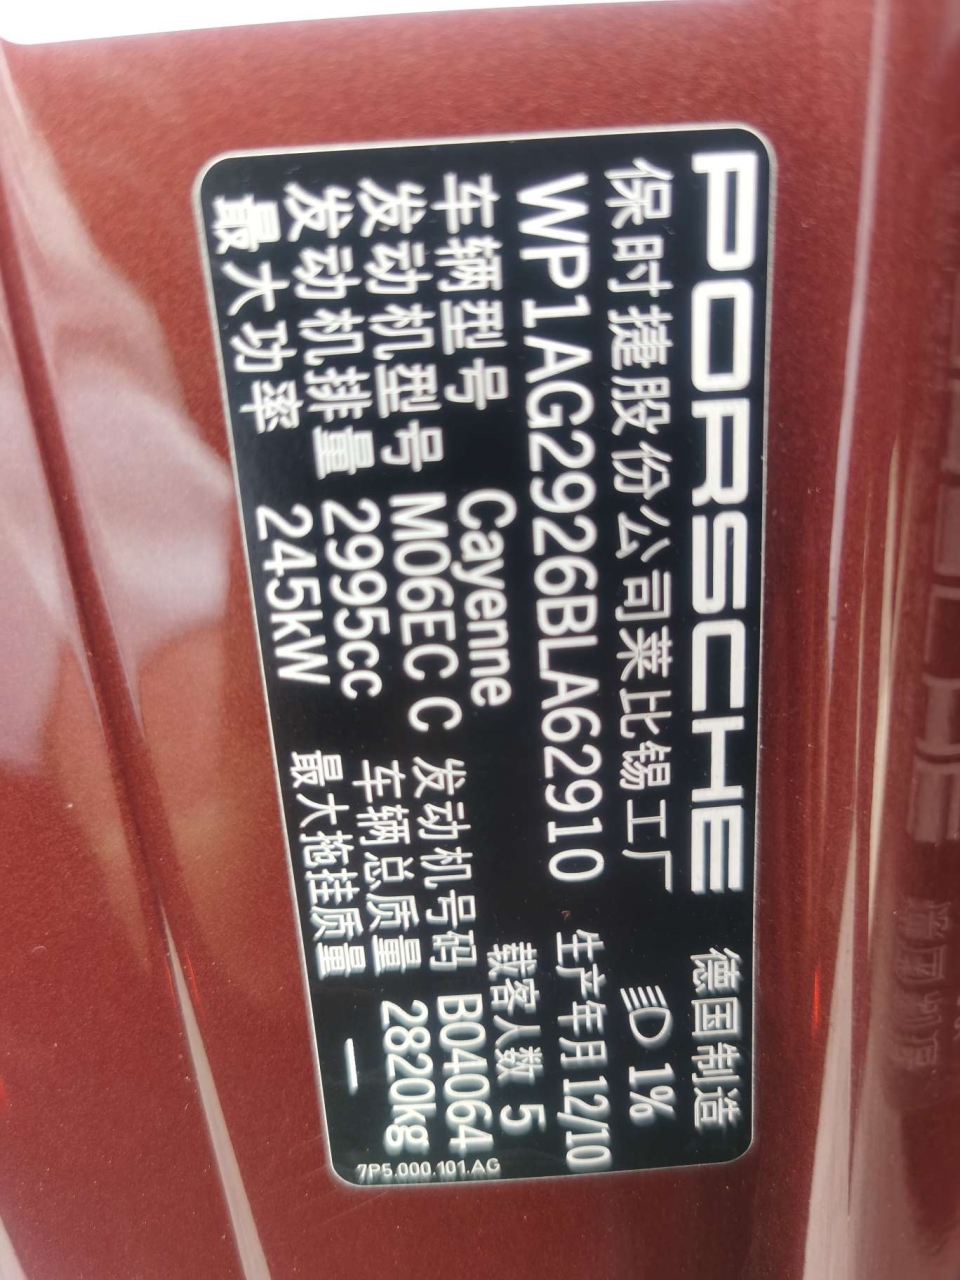 PORSCHE 德国制造
保时捷股份公司莱比锡工厂 1%
WP1AG2926BLA62910 生产年月 12/10
车辆型号 Cayenne 载客人数 5
发动机型号 M06EC C 发动机号码 B04064
发动机排量 2995cc 车辆总质量 2820kg
最大功率 245kW 最大拖挂质量 —
7P5.000.101.AG